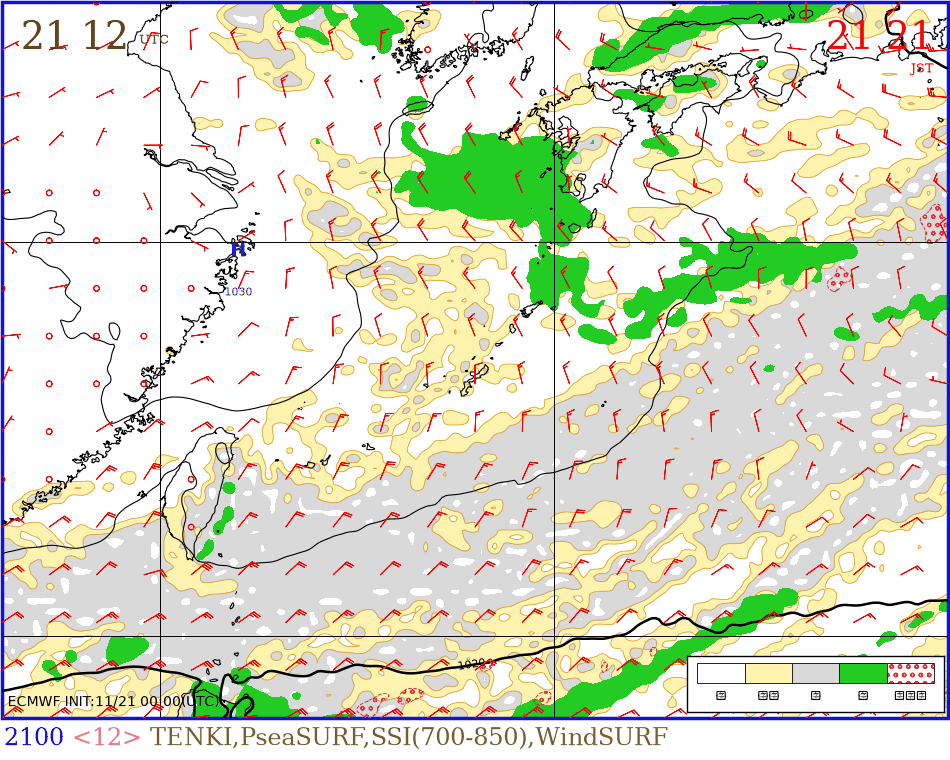 21 12 UTC
21 21
JST
H
1030
1020
ECMWF INIT:11/21 00:00(UTC)
2100 <12> TENKI,PseaSURF,SSI(700-850),WindSURF